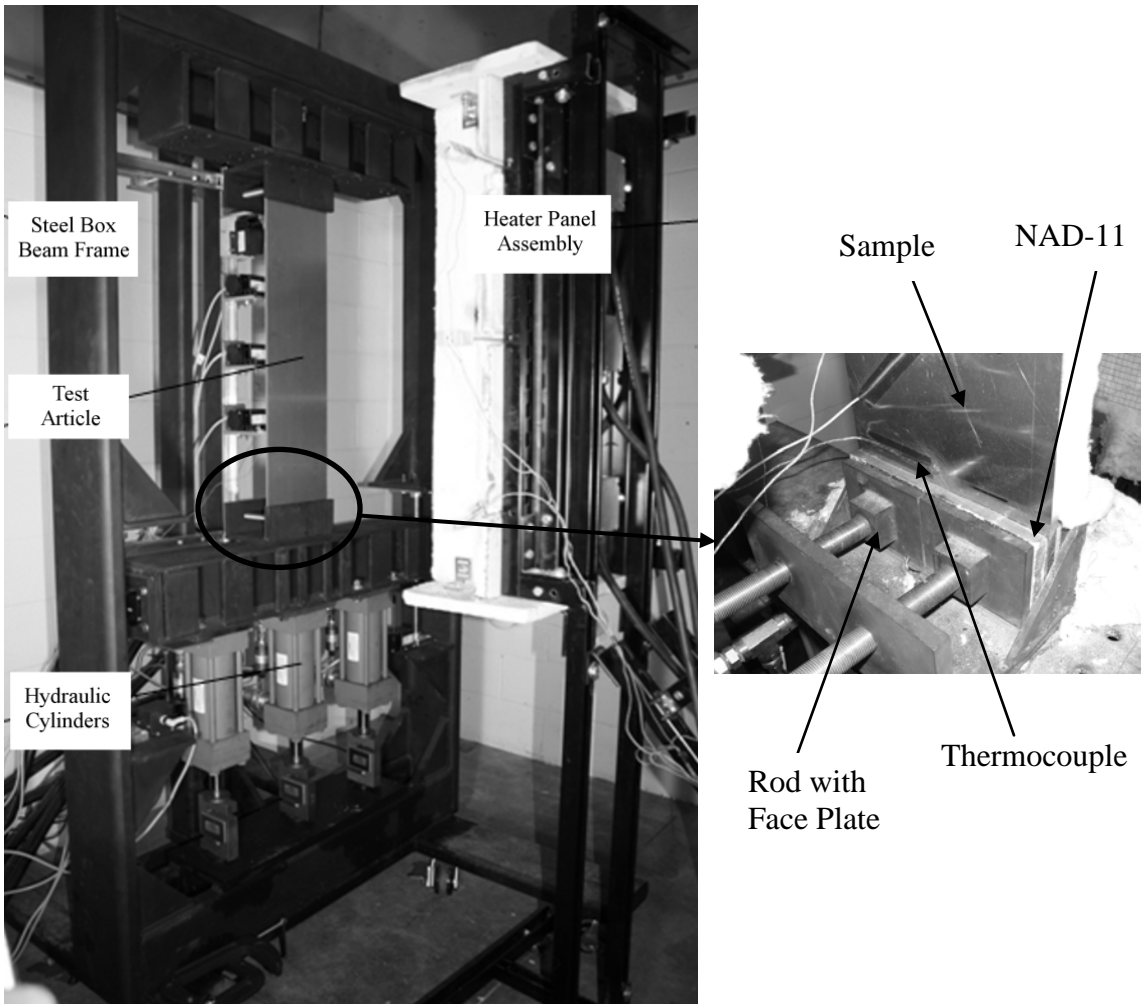 Steel Box
Beam Frame
Heater Panel
Assembly
Test
Article
Hydraulic
Cylinders
Sample
NAD-11
Thermocouple
Rod with
Face Plate